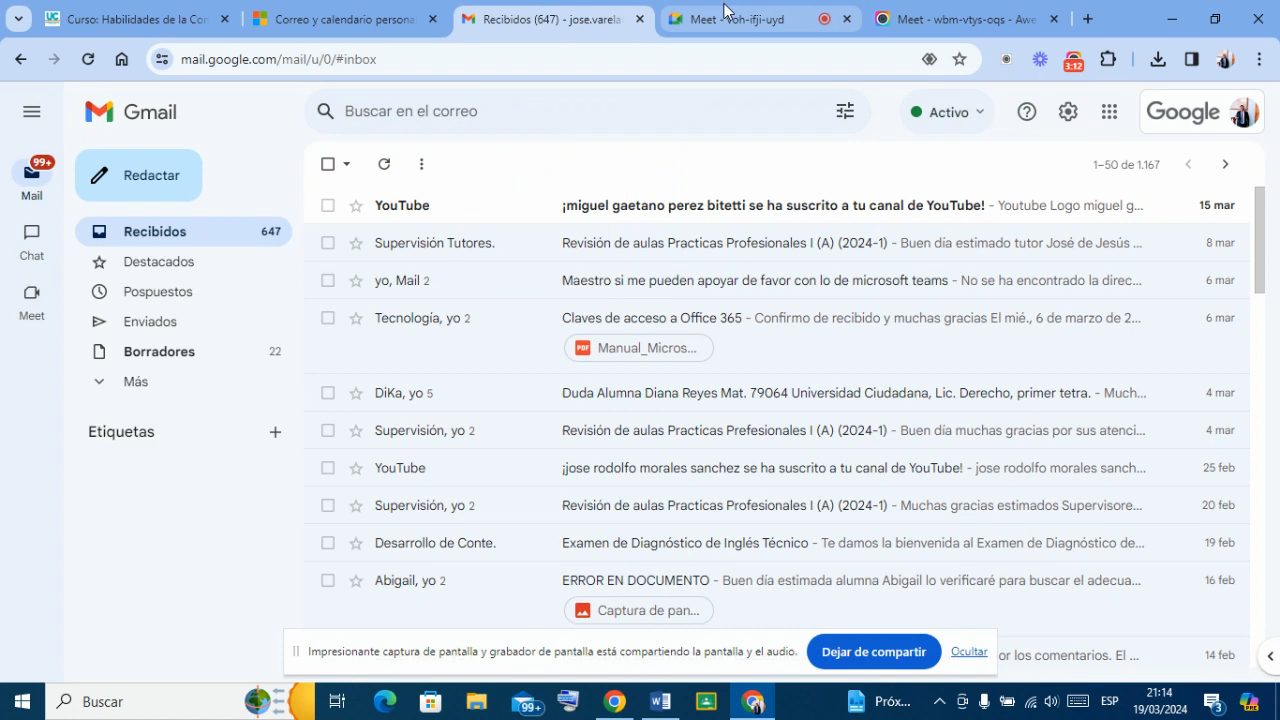 Curso: Habilidades de la Cor
Correo y calendario persona
Recibidos (647) - jose.varela
Meet - voh-ifji-uyd
Meet - wbm-vtys-oqs - Awe
mail.google.com/mail/u/0/#inbox
3:12
Gmail
Buscar en el correo
Activo
Google
99+
Mail
Chat
Meet
Redactar
Recibidos 647
Destacados
Pospuestos
Enviados
Borradores 22
Más
Etiquetas
1–50 de 1.167
YouTube ¡miguel gaetano perez bitetti se ha suscrito a tu canal de YouTube! - Youtube Logo miguel g... 15 mar
Supervisión Tutores. Revisión de aulas Practicas Profesionales I (A) (2024-1) - Buen día estimado tutor José de Jesús ... 8 mar
yo, Mail 2 Maestro si me pueden apoyar de favor con lo de microsoft teams - No se ha encontrado la direc... 6 mar
Tecnología, yo 2 Claves de acceso a Office 365 - Confirmo de recibido y muchas gracias El mié., 6 de marzo de 2... 6 mar
PDF Manual_Micros...
DiKa, yo 5 Duda Alumna Diana Reyes Mat. 79064 Universidad Ciudadana, Lic. Derecho, primer tetra. - Much... 4 mar
Supervisión, yo 2 Revisión de aulas Practicas Profesionales I (A) (2024-1) - Buen día muchas gracias por sus atenci... 4 mar
YouTube ¡jose rodolfo morales sanchez se ha suscrito a tu canal de YouTube! - jose rodolfo morales sanch... 25 feb
Supervisión, yo 2 Revisión de aulas Practicas Profesionales I (A) (2024-1) - Muchas gracias estimados Supervisore... 20 feb
Desarrollo de Conte. Examen de Diagnóstico de Inglés Técnico - Te damos la bienvenida al Examen de Diagnóstico de... 19 feb
Abigail, yo 2 ERROR EN DOCUMENTO - Buen día estimada alumna Abigail lo verificaré para buscar el adecua... 16 feb
Captura de pan...
or los comentarios. El ... 14 feb
Impresionante captura de pantalla y grabador de pantalla está compartiendo la pantalla y el audio. Dejar de compartir Ocultar
Buscar
99+
Próx...
ESP
21:14
19/03/2024
3
PRE